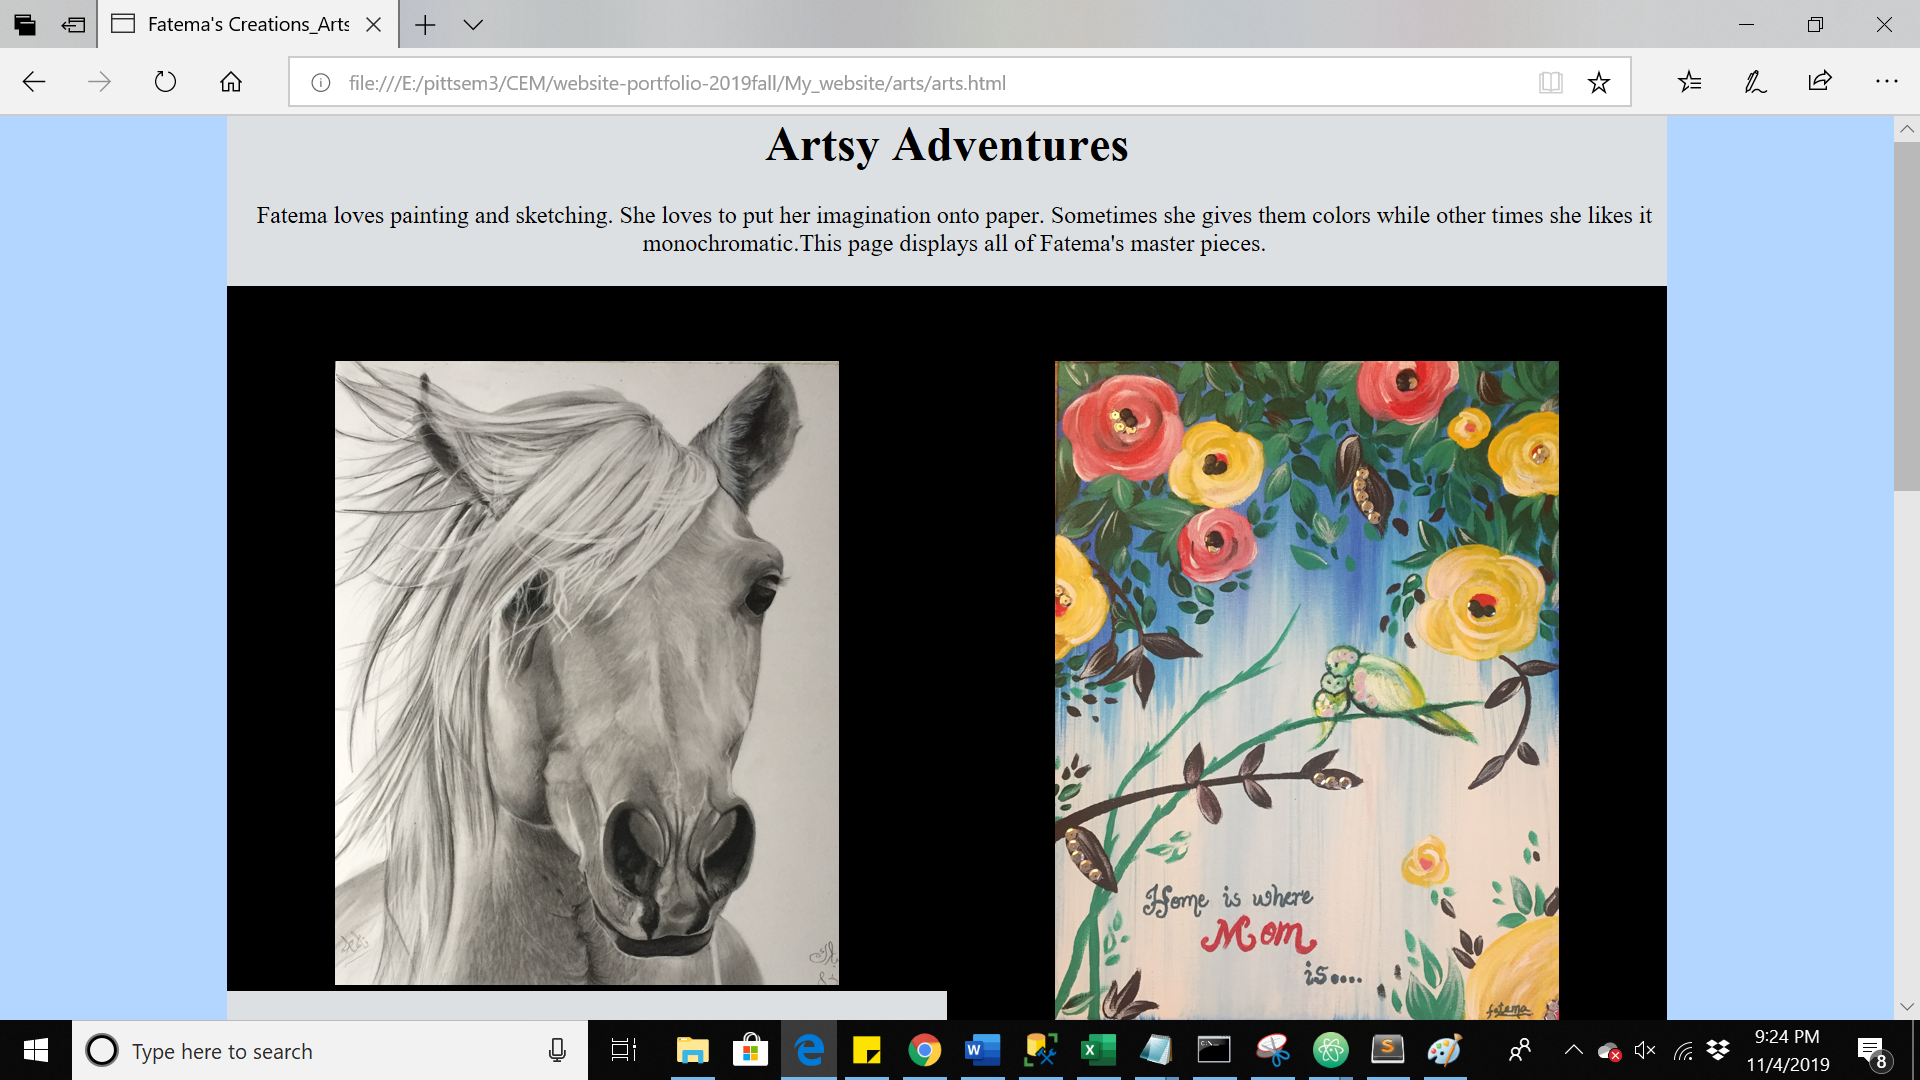 Fatema's Creations_Arts
file:///E:/pittsem3/CEM/website-portfolio-2019fall/My_website/arts/arts.html
Artsy Adventures
Fatema loves painting and sketching. She loves to put her imagination onto paper. Sometimes she gives them colors while other times she likes it
monochromatic.This page displays all of Fatema's master pieces.
Home is where
Mom
is....
fatema
Type here to search
9:24 PM
11/4/2019
8